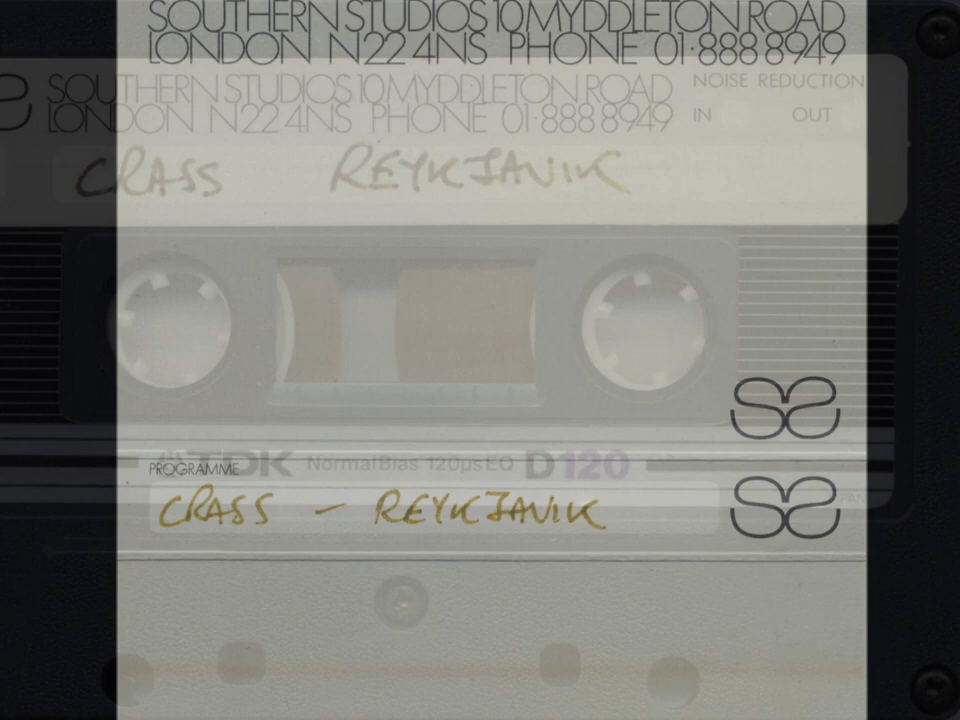 SOUTHERN STUDIOS 10 MYDDLETON ROAD
LONDON N22 4NS PHONE 01·888 8949
SOUTHERN STUDIOS 10 MYDDLETON ROAD
LONDON N22 4NS PHONE 01·888 8949
NOISE REDUCTION
IN OUT
CRASS REYKJAVIK
TDK NormalBias 120µs EQ D120
PROGRAMME
CRASS - REYKJAVIK